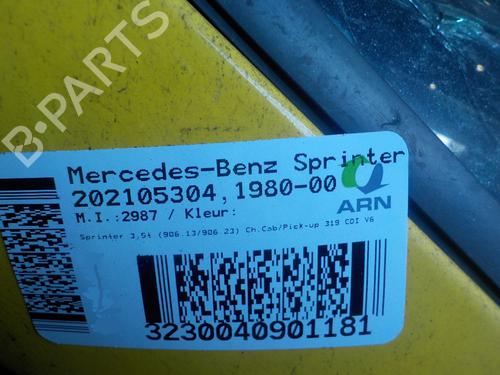 B-PARTS
Mercedes-Benz Sprinter
202105304,1980-00
M.I.:2987 / Kleur:
ARN
Sprinter 3,5t (906.13/906.23) Ch.Cab/Pick-up 319 CDI V6
3230040901181